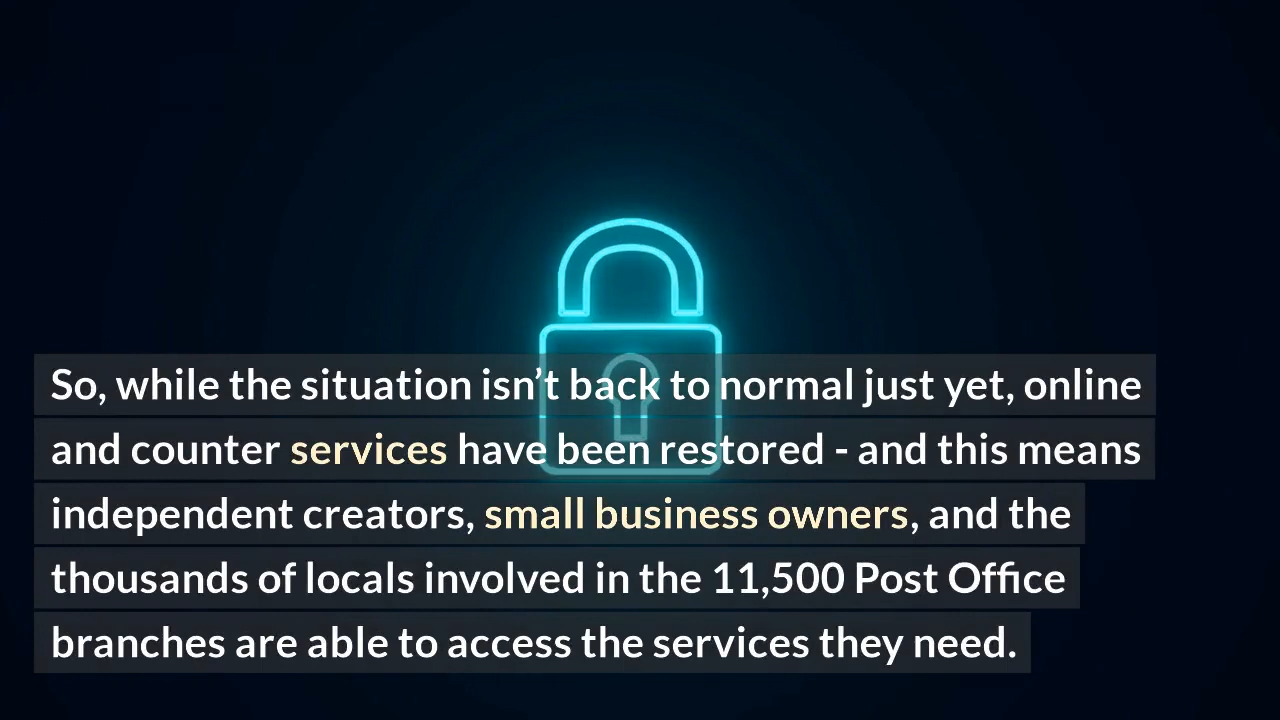 So, while the situation isn’t back to normal just yet, online
and counter services have been restored - and this means
independent creators, small business owners, and the
thousands of locals involved in the 11,500 Post Office
branches are able to access the services they need.